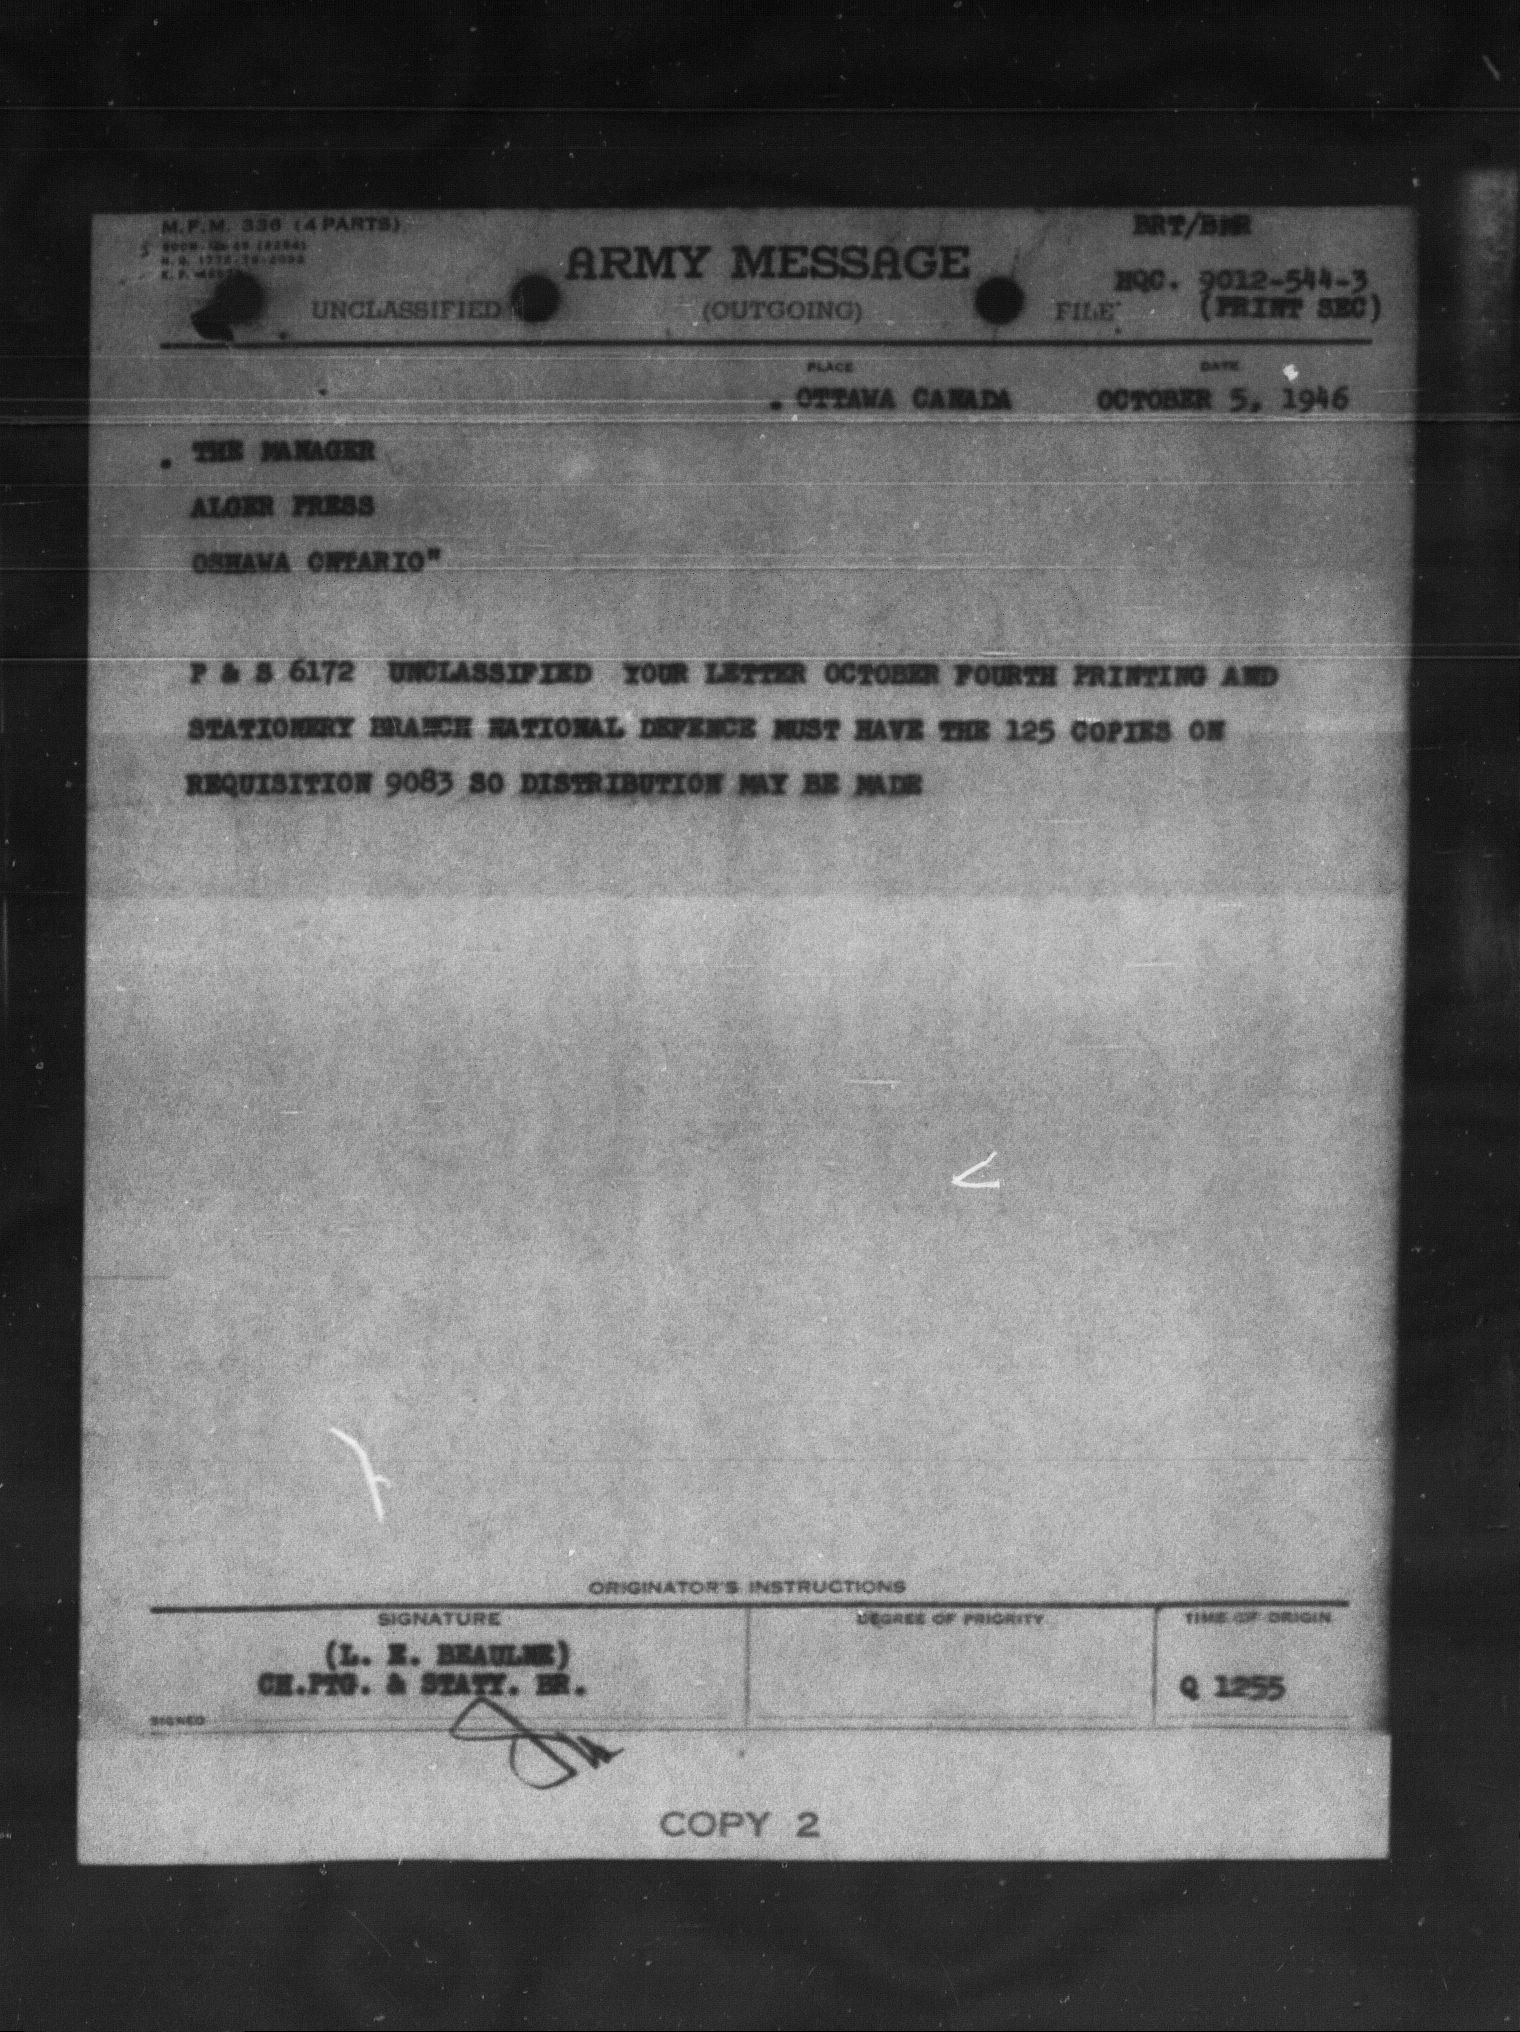 M.F.M. 336 (4 PARTS)
BRT/BMR
ARMY MESSAGE
HQC. 9012-544-3
UNCLASSIFIED (OUTGOING) FILE (PRINT SEC)
PLACE DATE
OTTAWA CANADA OCTOBER 5, 1946
THE MANAGER
ALGER PRESS
OSHAWA ONTARIO"
P & S 6172 UNCLASSIFIED YOUR LETTER OCTOBER FOURTH PRINTING AND
STATIONERY BRANCH NATIONAL DEFENCE MUST HAVE THE 125 COPIES ON
REQUISITION 9083 SO DISTRIBUTION MAY BE MADE
ORIGINATOR'S INSTRUCTIONS
SIGNATURE DEGREE OF PRIORITY TIME OF ORIGIN
(L. E. BEAULNE)
CH.PTG. & STATY. BR. Q 1255
SIGNED
COPY 2